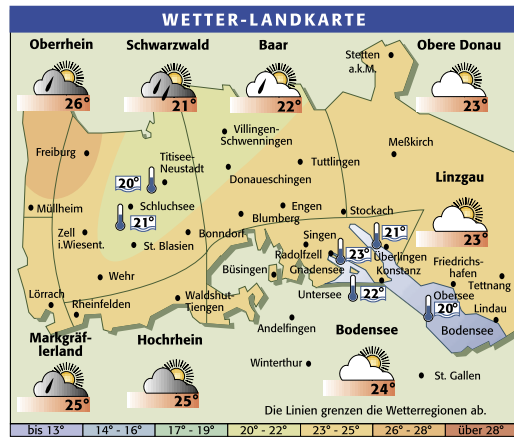 WETTER-LANDKARTE
Oberrhein
26°
Schwarzwald
21°
Baar
22°
Stetten
a.k.M.
Obere Donau
23°
Villingen-
Schwenningen
Freiburg
Titisee-
Neustadt
20°
Donaueschingen
Tuttlingen
Meßkirch
Linzgau
23°
Müllheim
Schluchsee
21°
Zell
i.Wiesent.
St. Blasien
Bonndorf
Blumberg
Engen
Stockach
Singen
21°
Überlingen
Radolfzell
23°
Gnadensee
Konstanz
Friedrichs-
hafen
Tettnang
Büsingen
Wehr
Untersee
22°
Obersee
20°
Lindau
Bodensee
Lörrach
Rheinfelden
Waldshut-
Tiengen
Andelfingen
Markgräf-
lerland
25°
Hochrhein
25°
Bodensee
24°
Winterthur
St. Gallen
Die Linien grenzen die Wetterregionen ab.
bis 13°
14° - 16°
17° - 19°
20° - 22°
23° - 25°
26° - 28°
über 28°